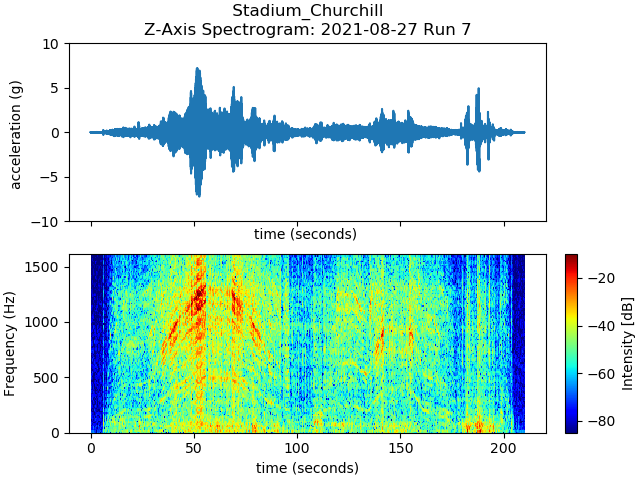 Stadium_Churchill
Z-Axis Spectrogram: 2021-08-27 Run 7
10
5
0
−5
−10
acceleration (g)
time (seconds)
1500
1000
500
0
Frequency (Hz)
0 50 100 150 200
time (seconds)
−20
−40
−60
−80
Intensity [dB]